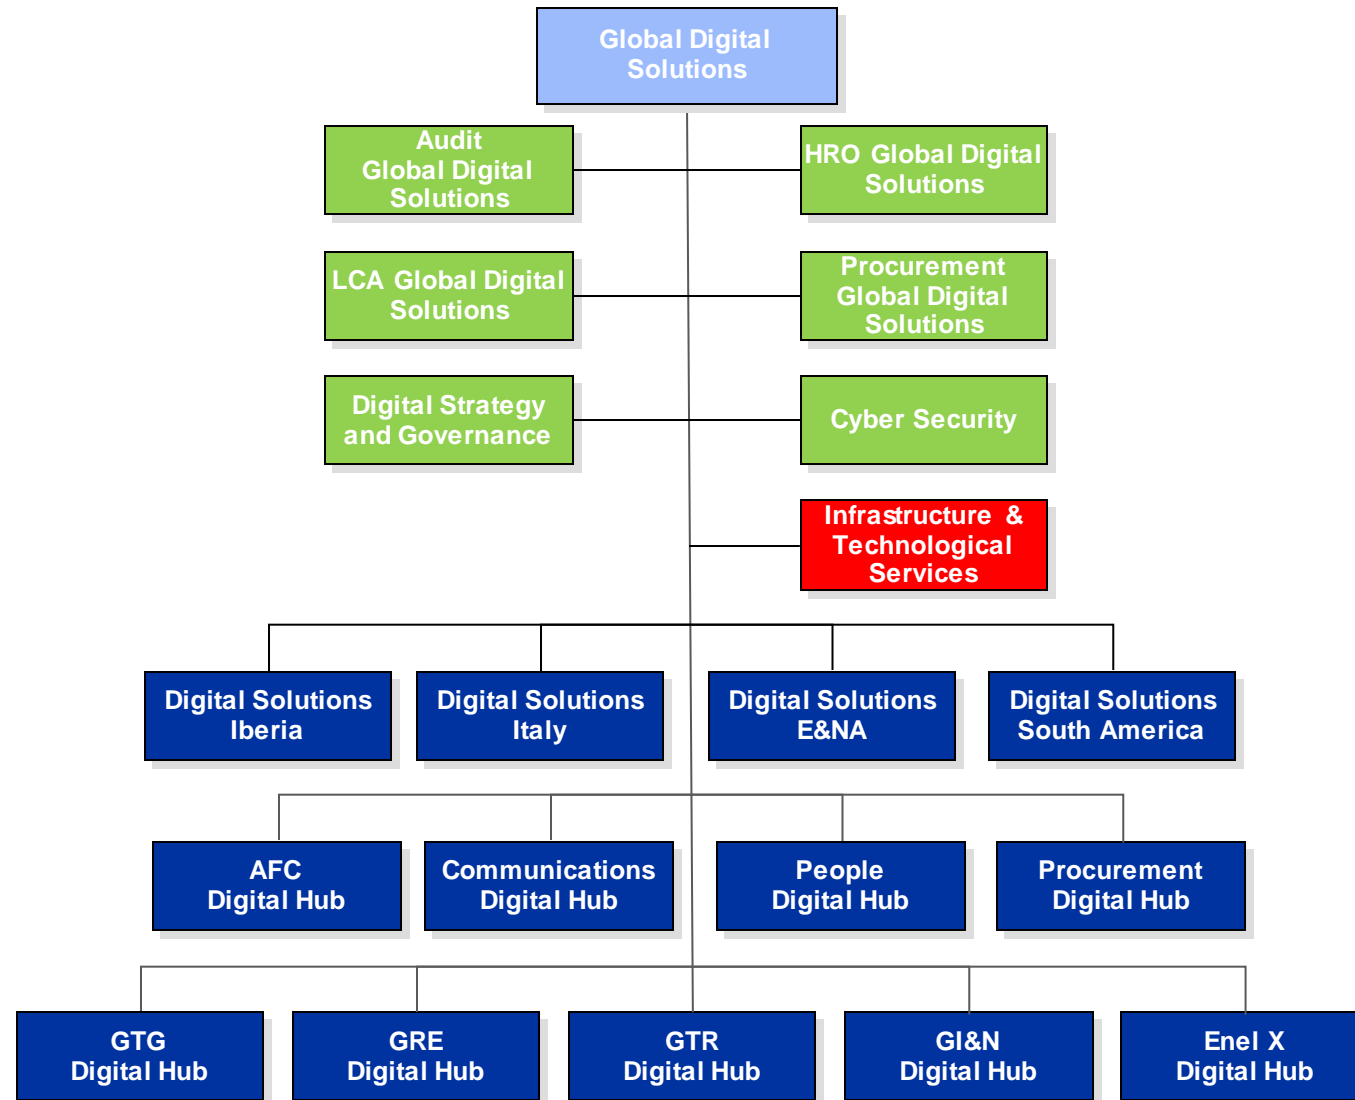 Global Digital
Solutions
Audit
Global Digital
Solutions
HRO Global Digital
Solutions
LCA Global Digital
Solutions
Procurement
Global Digital
Solutions
Digital Strategy
and Governance
Cyber Security
Infrastructure &
Technological
Services
Digital Solutions
Iberia
Digital Solutions
Italy
Digital Solutions
E&NA
Digital Solutions
South America
AFC
Digital Hub
Communications
Digital Hub
People
Digital Hub
Procurement
Digital Hub
GTG
Digital Hub
GRE
Digital Hub
GTR
Digital Hub
GI&N
Digital Hub
Enel X
Digital Hub